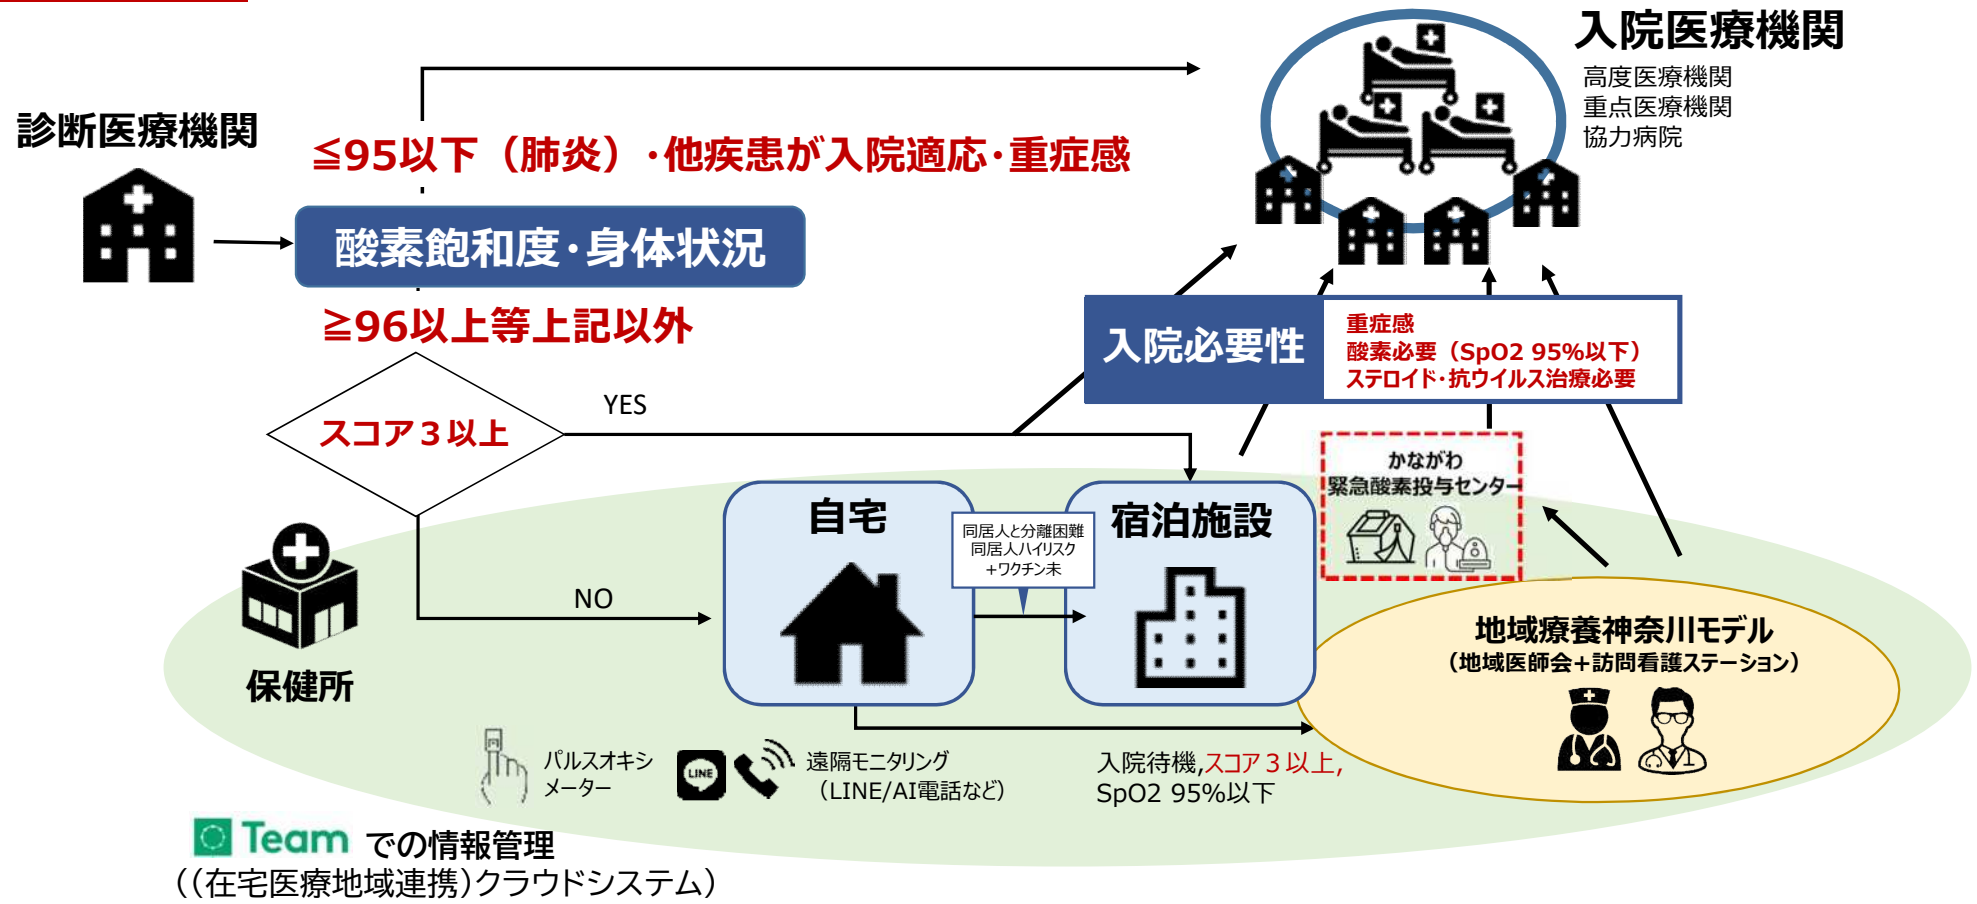 入院医療機関
高度医療機関
重点医療機関
協力病院
診断医療機関
≦95以下（肺炎）・他疾患が入院適応・重症感
酸素飽和度・身体状況
≧96以上等上記以外
入院必要性
重症感
酸素必要（SpO2 95%以下）
ステロイド・抗ウイルス治療必要
スコア３以上
YES
NO
かながわ
緊急酸素投与センター
自宅
同居人と分離困難
同居人ハイリスク
+ワクチン未
宿泊施設
保健所
地域療養神奈川モデル
（地域医師会+訪問看護ステーション）
パルスオキシ
メーター
LINE
遠隔モニタリング
（LINE/AI電話など）
入院待機,スコア３以上,
SpO2 95%以下
Team での情報管理
（（在宅医療地域連携）クラウドシステム）